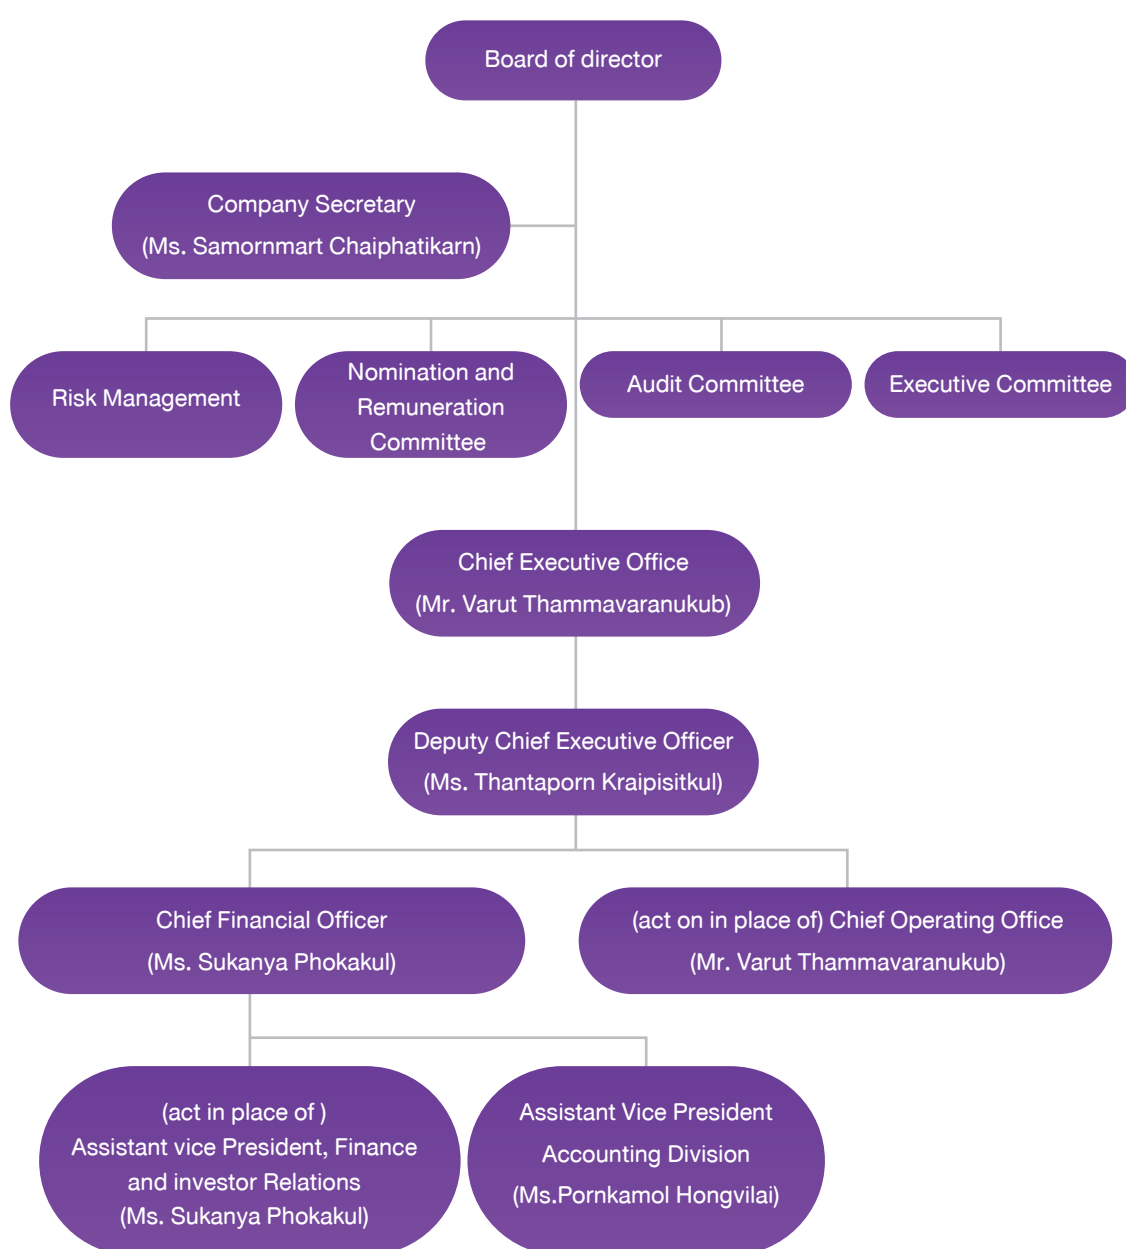 Board of director
Company Secretary
(Ms. Samornmart Chaiphatikarn)
Risk Management
Nomination and
Remuneration
Committee
Audit Committee
Executive Committee
Chief Executive Office
(Mr. Varut Thammavaranukub)
Deputy Chief Executive Officer
(Ms. Thantaporn Kraipisitkul)
Chief Financial Officer
(Ms. Sukanya Phokakul)
(act on in place of) Chief Operating Office
(Mr. Varut Thammavaranukub)
(act in place of )
Assistant vice President, Finance
and investor Relations
(Ms. Sukanya Phokakul)
Assistant Vice President
Accounting Division
(Ms.Pornkamol Hongvilai)